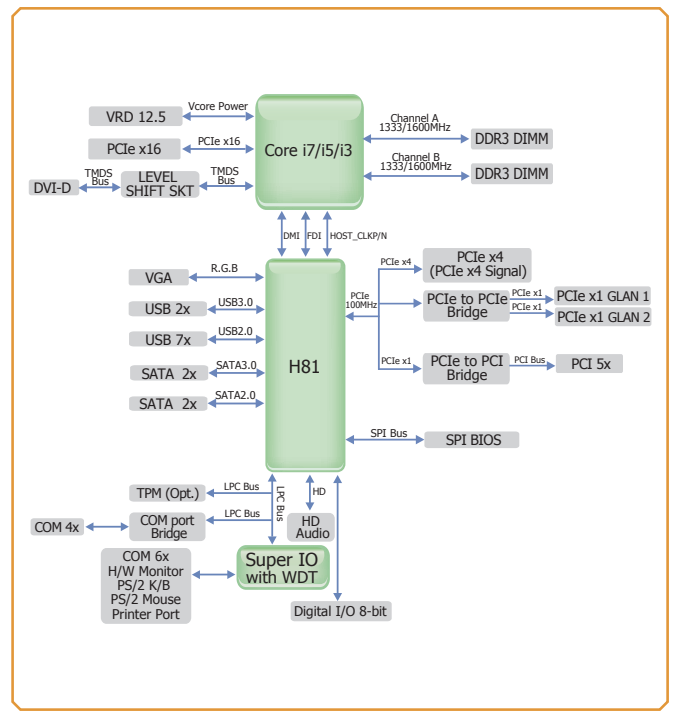 Vcore Power
VRD 12.5
PCIe x16
PCIe x16
TMDS
Bus
DVI-D
LEVEL
SHIFT SKT
TMDS
Bus
Core i7/i5/i3
Channel A
1333/1600MHz
DDR3 DIMM
Channel B
1333/1600MHz
DDR3 DIMM
DMI
FDI
HOST_CLKP/N
VGA
R.G.B
USB 2x
USB3.0
USB 7x
USB2.0
SATA 2x
SATA3.0
SATA 2x
SATA2.0
H81
PCIe
100MHz
PCIe x4
PCIe x4
(PCIe x4 Signal)
PCIe to PCIe
Bridge
PCIe x1
PCIe x1 GLAN 1
PCIe x1
PCIe x1 GLAN 2
PCIe x1
PCIe to PCI
Bridge
PCI Bus
PCI 5x
SPI Bus
SPI BIOS
TPM (Opt.)
LPC Bus
LPC Bus
COM 4x
COM port
Bridge
LPC Bus
HD
HD
Audio
COM 6x
H/W Monitor
PS/2 K/B
PS/2 Mouse
Printer Port
Super IO
with WDT
Digital I/O 8-bit